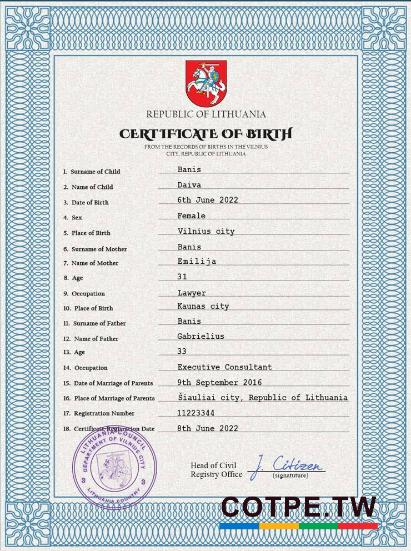 REPUBLIC OF LITHUANIA
CERTIFICATE OF BIRTH
FROM THE RECORDS OF BIRTHS IN THE VILNIUS
CITY, REPUBLIC OF LITHUANIA
1. Surname of Child Banis
2. Name of Child Daiva
3. Date of Birth 6th June 2022
4. Sex Female
5. Place of Birth Vilnius city
6. Surname of Mother Banis
7. Name of Mother Emilija
8. Age 31
9. Occupation Lawyer
10. Place of Birth Kaunas city
11. Surname of Father Banis
12. Name of Father Gabrielius
13. Age 33
14. Occupation Executive Consultant
15. Date of Marriage of Parents 9th September 2016
16. Place of Marriage of Parents Šiauliai city, Republic of Lithuania
17. Registration Number 11223344
18. Certificate Registration Date 8th June 2022
LITHUANIA COUNCIL
DEPARTMENT OF VILNIUS CITY
LITHUANIA COUNTRY
Head of Civil
Registry Office
J. Citizen
(signatuture)
COTPE.TW